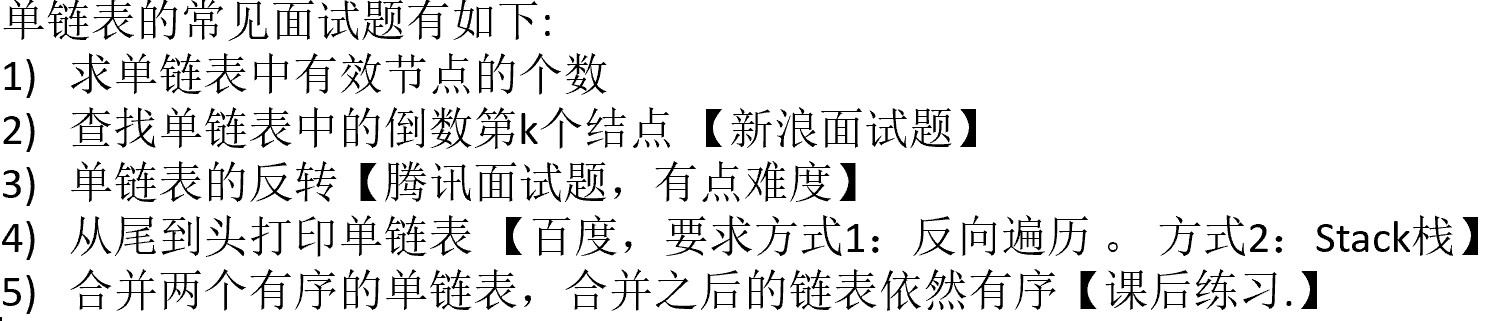 单链表的常见面试题有如下:
1) 求单链表中有效节点的个数
2) 查找单链表中的倒数第k个结点 【新浪面试题】
3) 单链表的反转【腾讯面试题，有点难度】
4) 从尾到头打印单链表 【百度，要求方式1：反向遍历 。 方式2：Stack栈】
5) 合并两个有序的单链表，合并之后的链表依然有序【课后练习.】